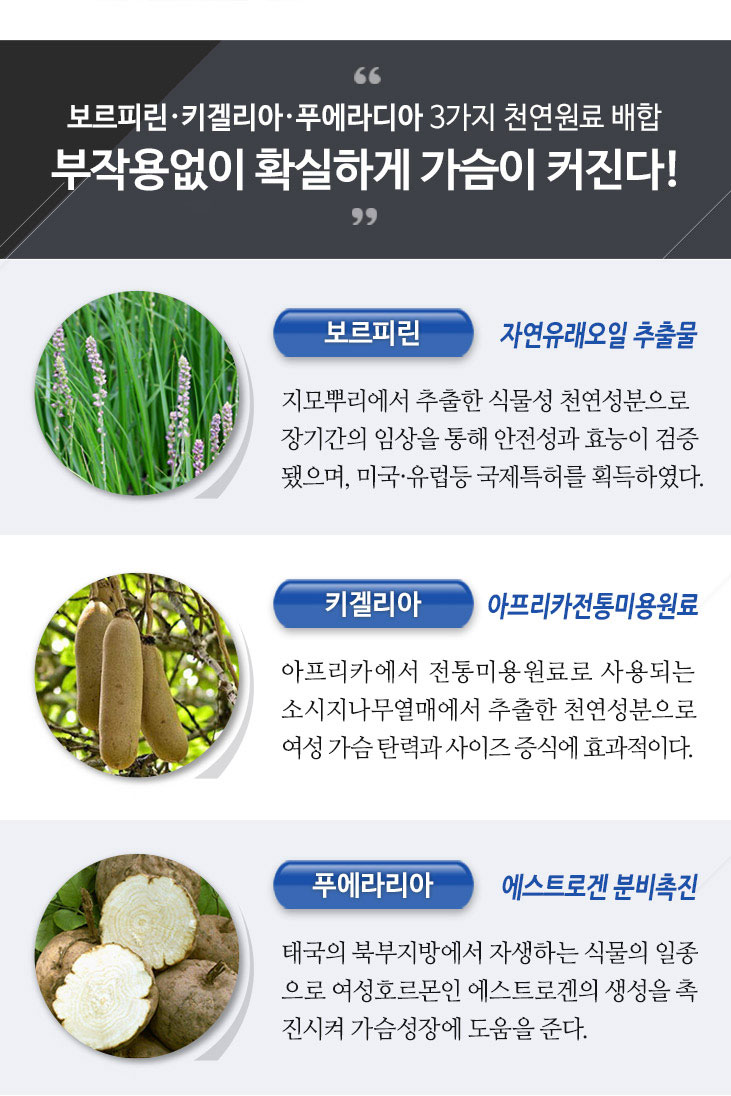 “
보르피린·키겔리아·푸에라디아 3가지 천연원료 배합
부작용없이 확실하게 가슴이 커진다!
”
보르피린
자연유래오일 추출물
지모뿌리에서 추출한 식물성 천연성분으로
장기간의 임상을 통해 안전성과 효능이 검증
됐으며, 미국·유럽등 국제특허를 획득하였다.
키겔리아
아프리카전통미용원료
아프리카에서 전통미용원료로 사용되는
소시지나무열매에서 추출한 천연성분으로
여성 가슴 탄력과 사이즈 증식에 효과적이다.
푸에라리아
에스트로겐 분비촉진
태국의 북부지방에서 자생하는 식물의 일종
으로 여성호르몬인 에스트로겐의 생성을 촉
진시켜 가슴성장에 도움을 준다.